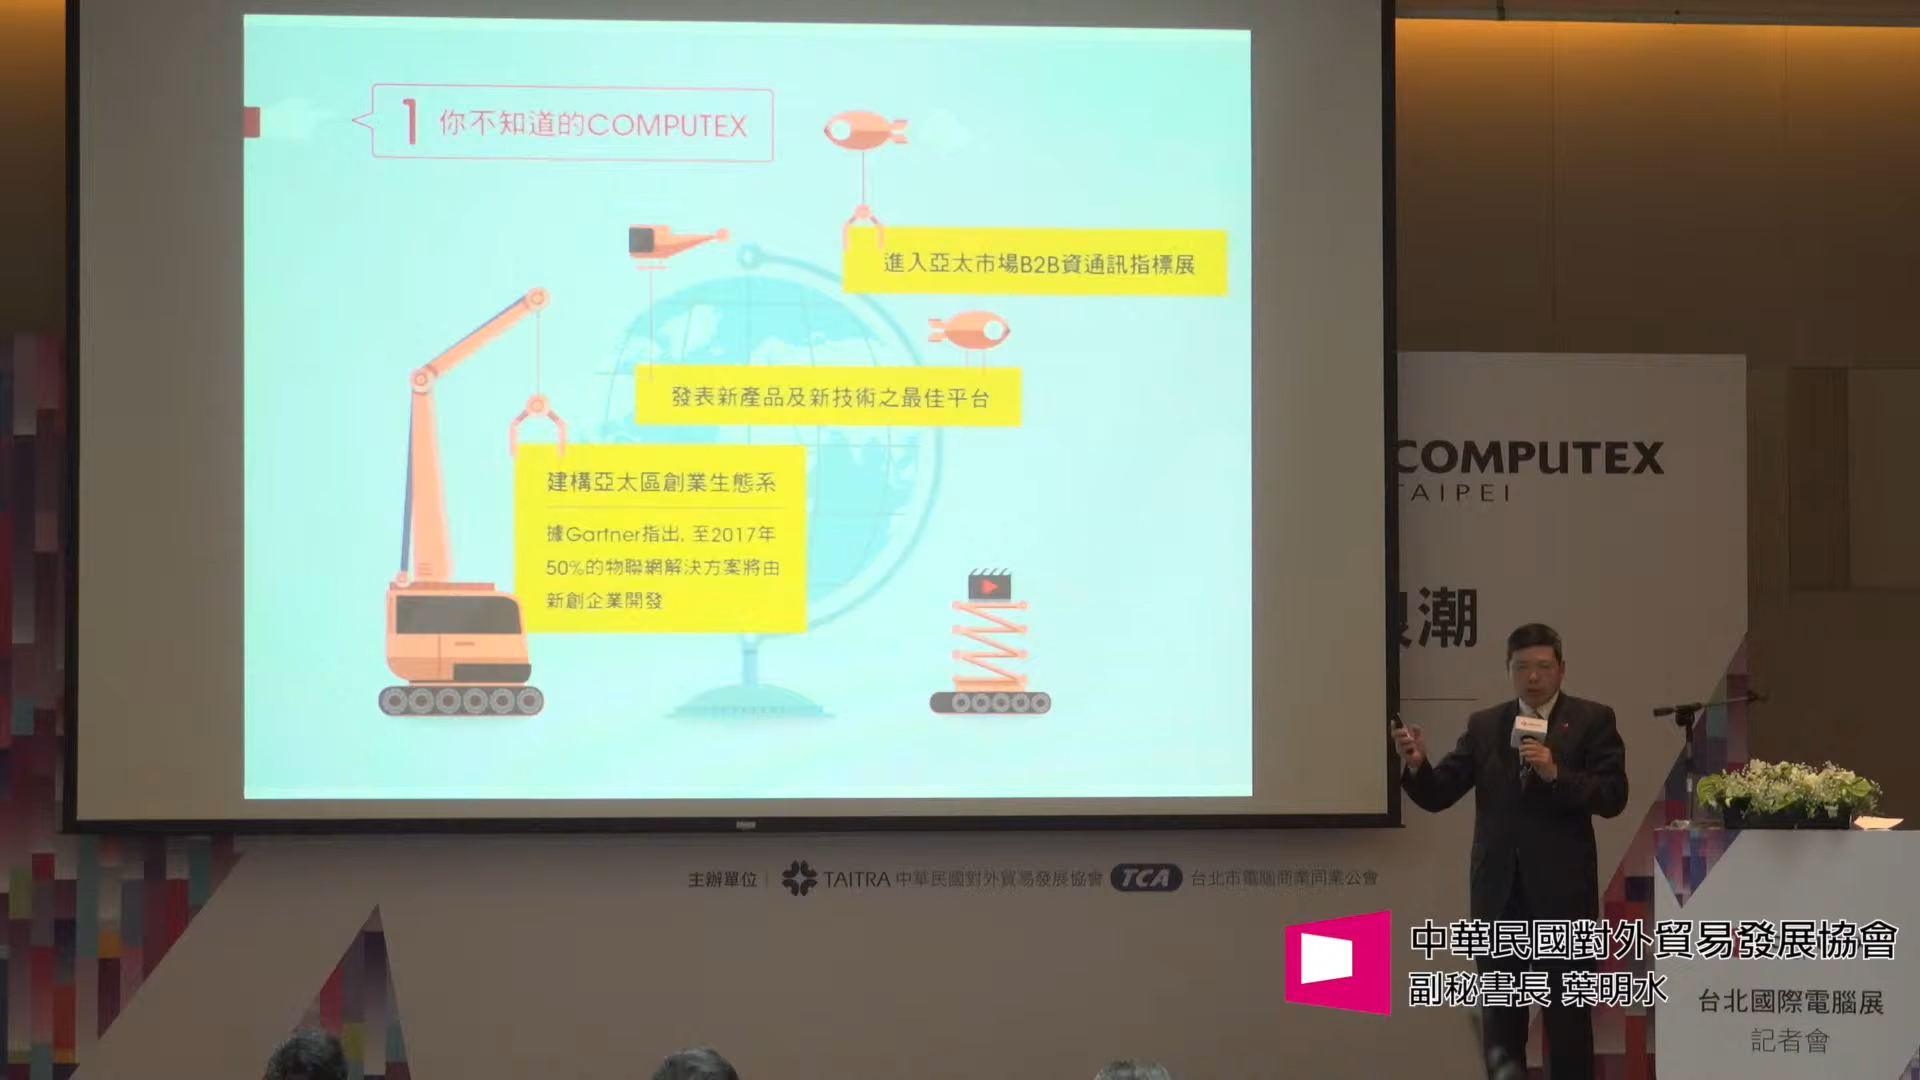 1 你不知道的COMPUTEX
進入亞太市場B2B資通訊指標展
發表新產品及新技術之最佳平台
建構亞太區創業生態系
據Gartner指出, 至2017年
50%的物聯網解決方案將由
新創企業開發
COMPUTEX
TAIPEI
潮
主辦單位 TAITRA 中華民國對外貿易發展協會 TCA 台北市電腦商業同業公會
中華民國對外貿易發展協會
副秘書長 葉明水
台北國際電腦展
記者會